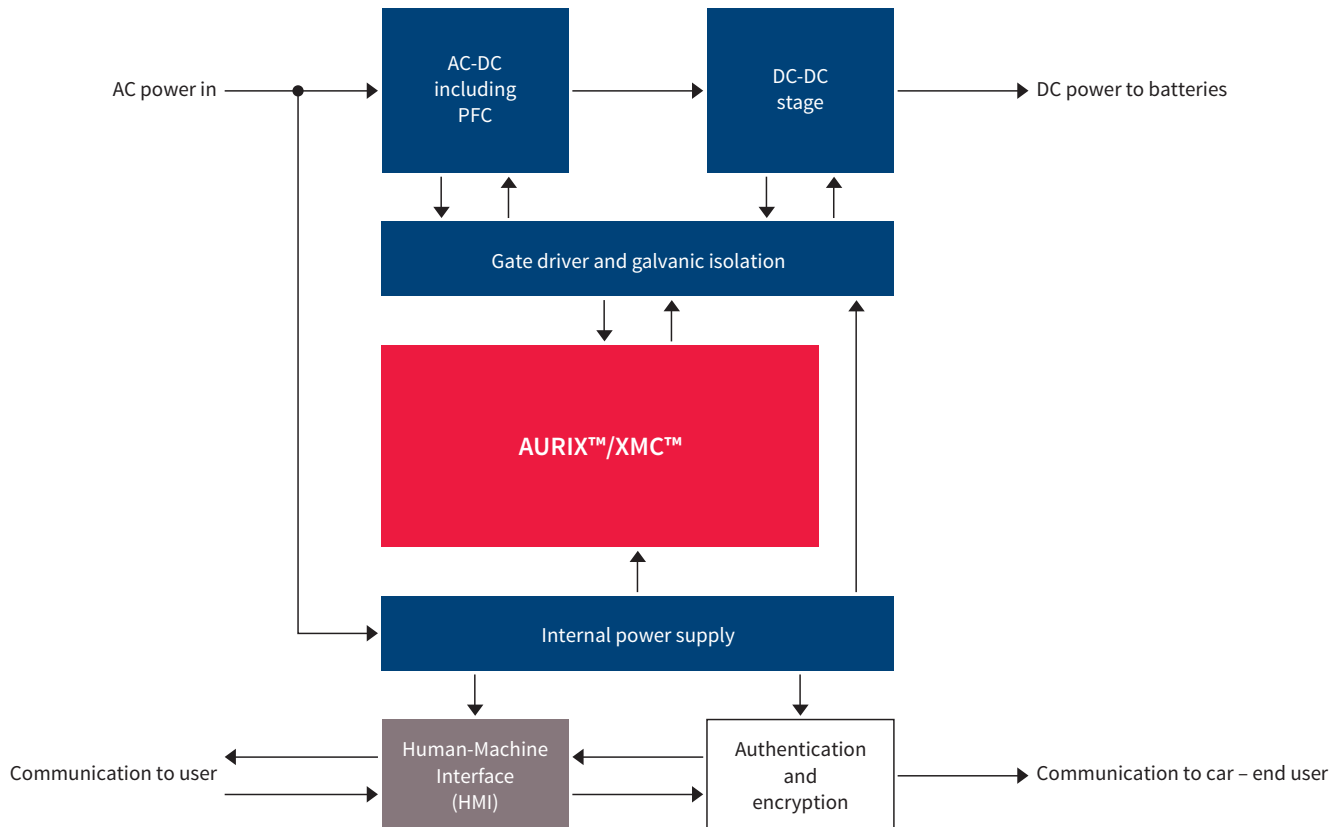 AC power in
AC-DC
including
PFC
DC-DC
stage
DC power to batteries
Gate driver and galvanic isolation
AURIX™/XMC™
Internal power supply
Communication to user
Human-Machine
Interface
(HMI)
Authentication
and
encryption
Communication to car – end user